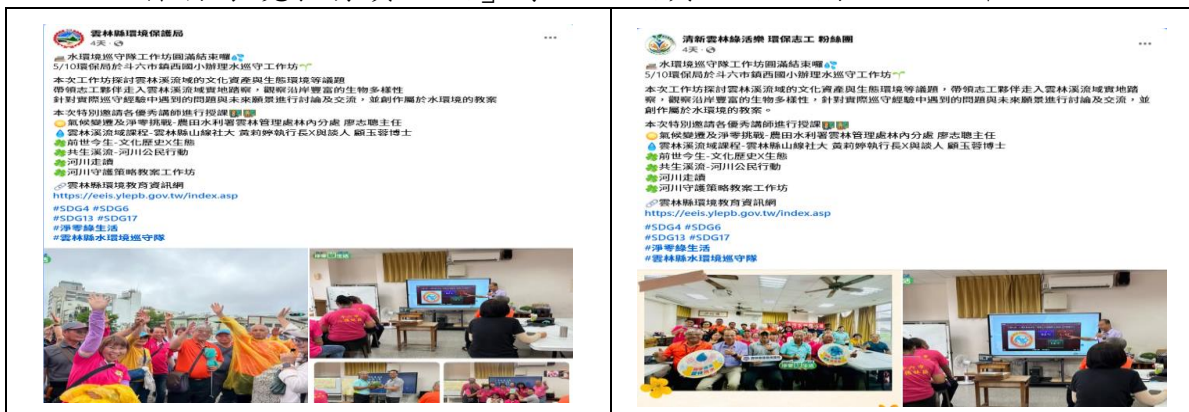 雲林縣環境保護局
4天
水環境巡守隊工作坊圓滿結束囉
5/10環保局於斗六市鎮西國小辦理水巡守工作坊
本次工作坊探討雲林溪流域的文化資產與生態環境等議題
帶領志工夥伴走入雲林溪流域實地踏察，觀察沿岸豐富的生物多樣性
針對實際巡守經驗中遇到的問題與未來願景進行討論及交流，並創作屬於水環境的教案
本次特別邀請各優秀講師進行授課
氣候變遷及淨零挑戰-農田水利署雲林管理處林內分處 廖志聰主任
雲林溪流域課程-雲林縣山線社大 黃莉婷執行長X與談人 顧玉蓉博士
前世今生-文化歷史X生態
共生溪流-河川公民行動
河川走讀
河川守護策略教案工作坊
雲林縣環境教育資訊網
https://eeis.ylepb.gov.tw/index.asp
#SDG4 #SDG6
#SDG13 #SDG17
#淨零綠生活
#雲林縣水環境巡守隊
清新雲林綠活樂 環保志工 粉絲團
4天
水環境巡守隊工作坊圓滿結束囉
5/10環保局於斗六市鎮西國小辦理水巡守工作坊
本次工作坊探討雲林溪流域的文化資產與生態環境等議題，帶領志工夥伴走入雲林溪流域實地踏
察，觀察沿岸豐富的生物多樣性，針對實際巡守經驗中遇到的問題與未來願景進行討論及交流，並
創作屬於水環境的教案。
本次特別邀請各優秀講師進行授課
氣候變遷及淨零挑戰-農田水利署雲林管理處林內分處 廖志聰主任
雲林溪流域課程-雲林縣山線社大 黃莉婷執行長X與談人 顧玉蓉博士
前世今生-文化歷史X生態
共生溪流-河川公民行動
河川走讀
河川守護策略教案工作坊
雲林縣環境教育資訊網
https://eeis.ylepb.gov.tw/index.asp
#SDG4 #SDG6
#SDG13 #SDG17
#淨零綠生活
#雲林縣水環境巡守隊